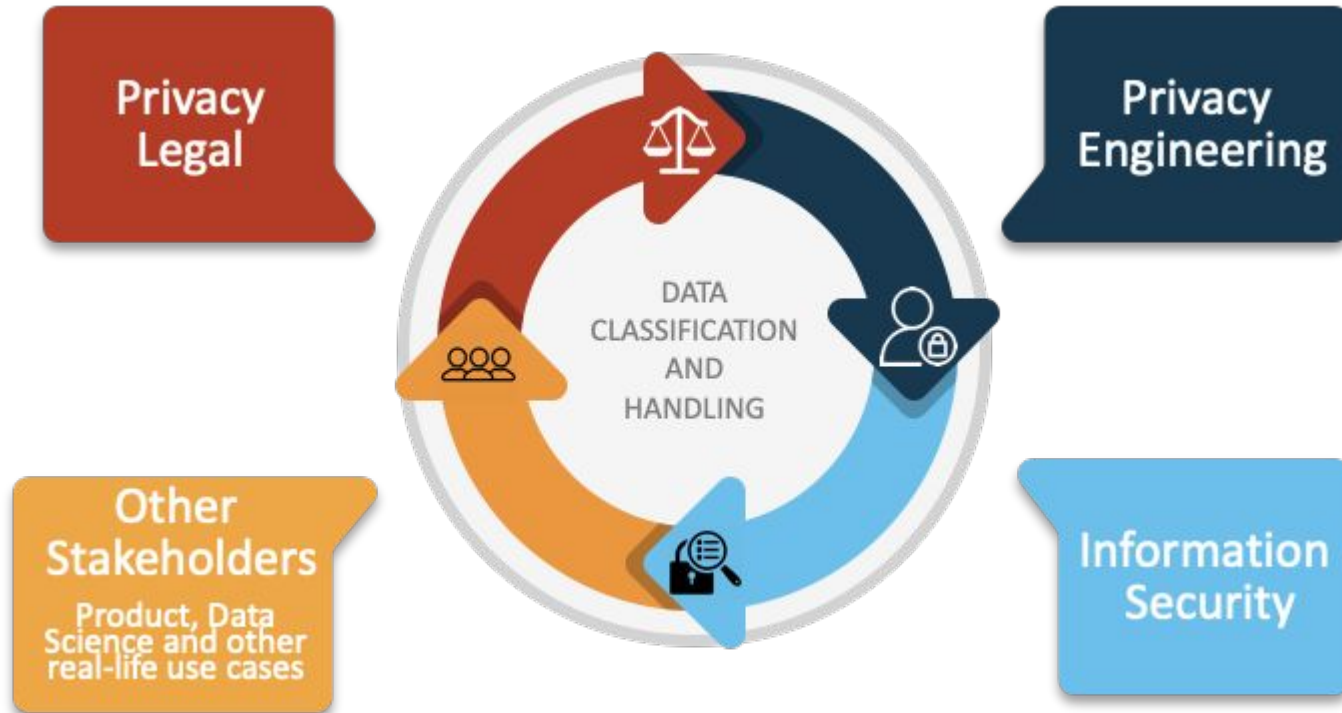 Privacy
Legal
Privacy
Engineering
DATA
CLASSIFICATION
AND
HANDLING
Other
Stakeholders
Product, Data
Science and other
real-life use cases
Information
Security